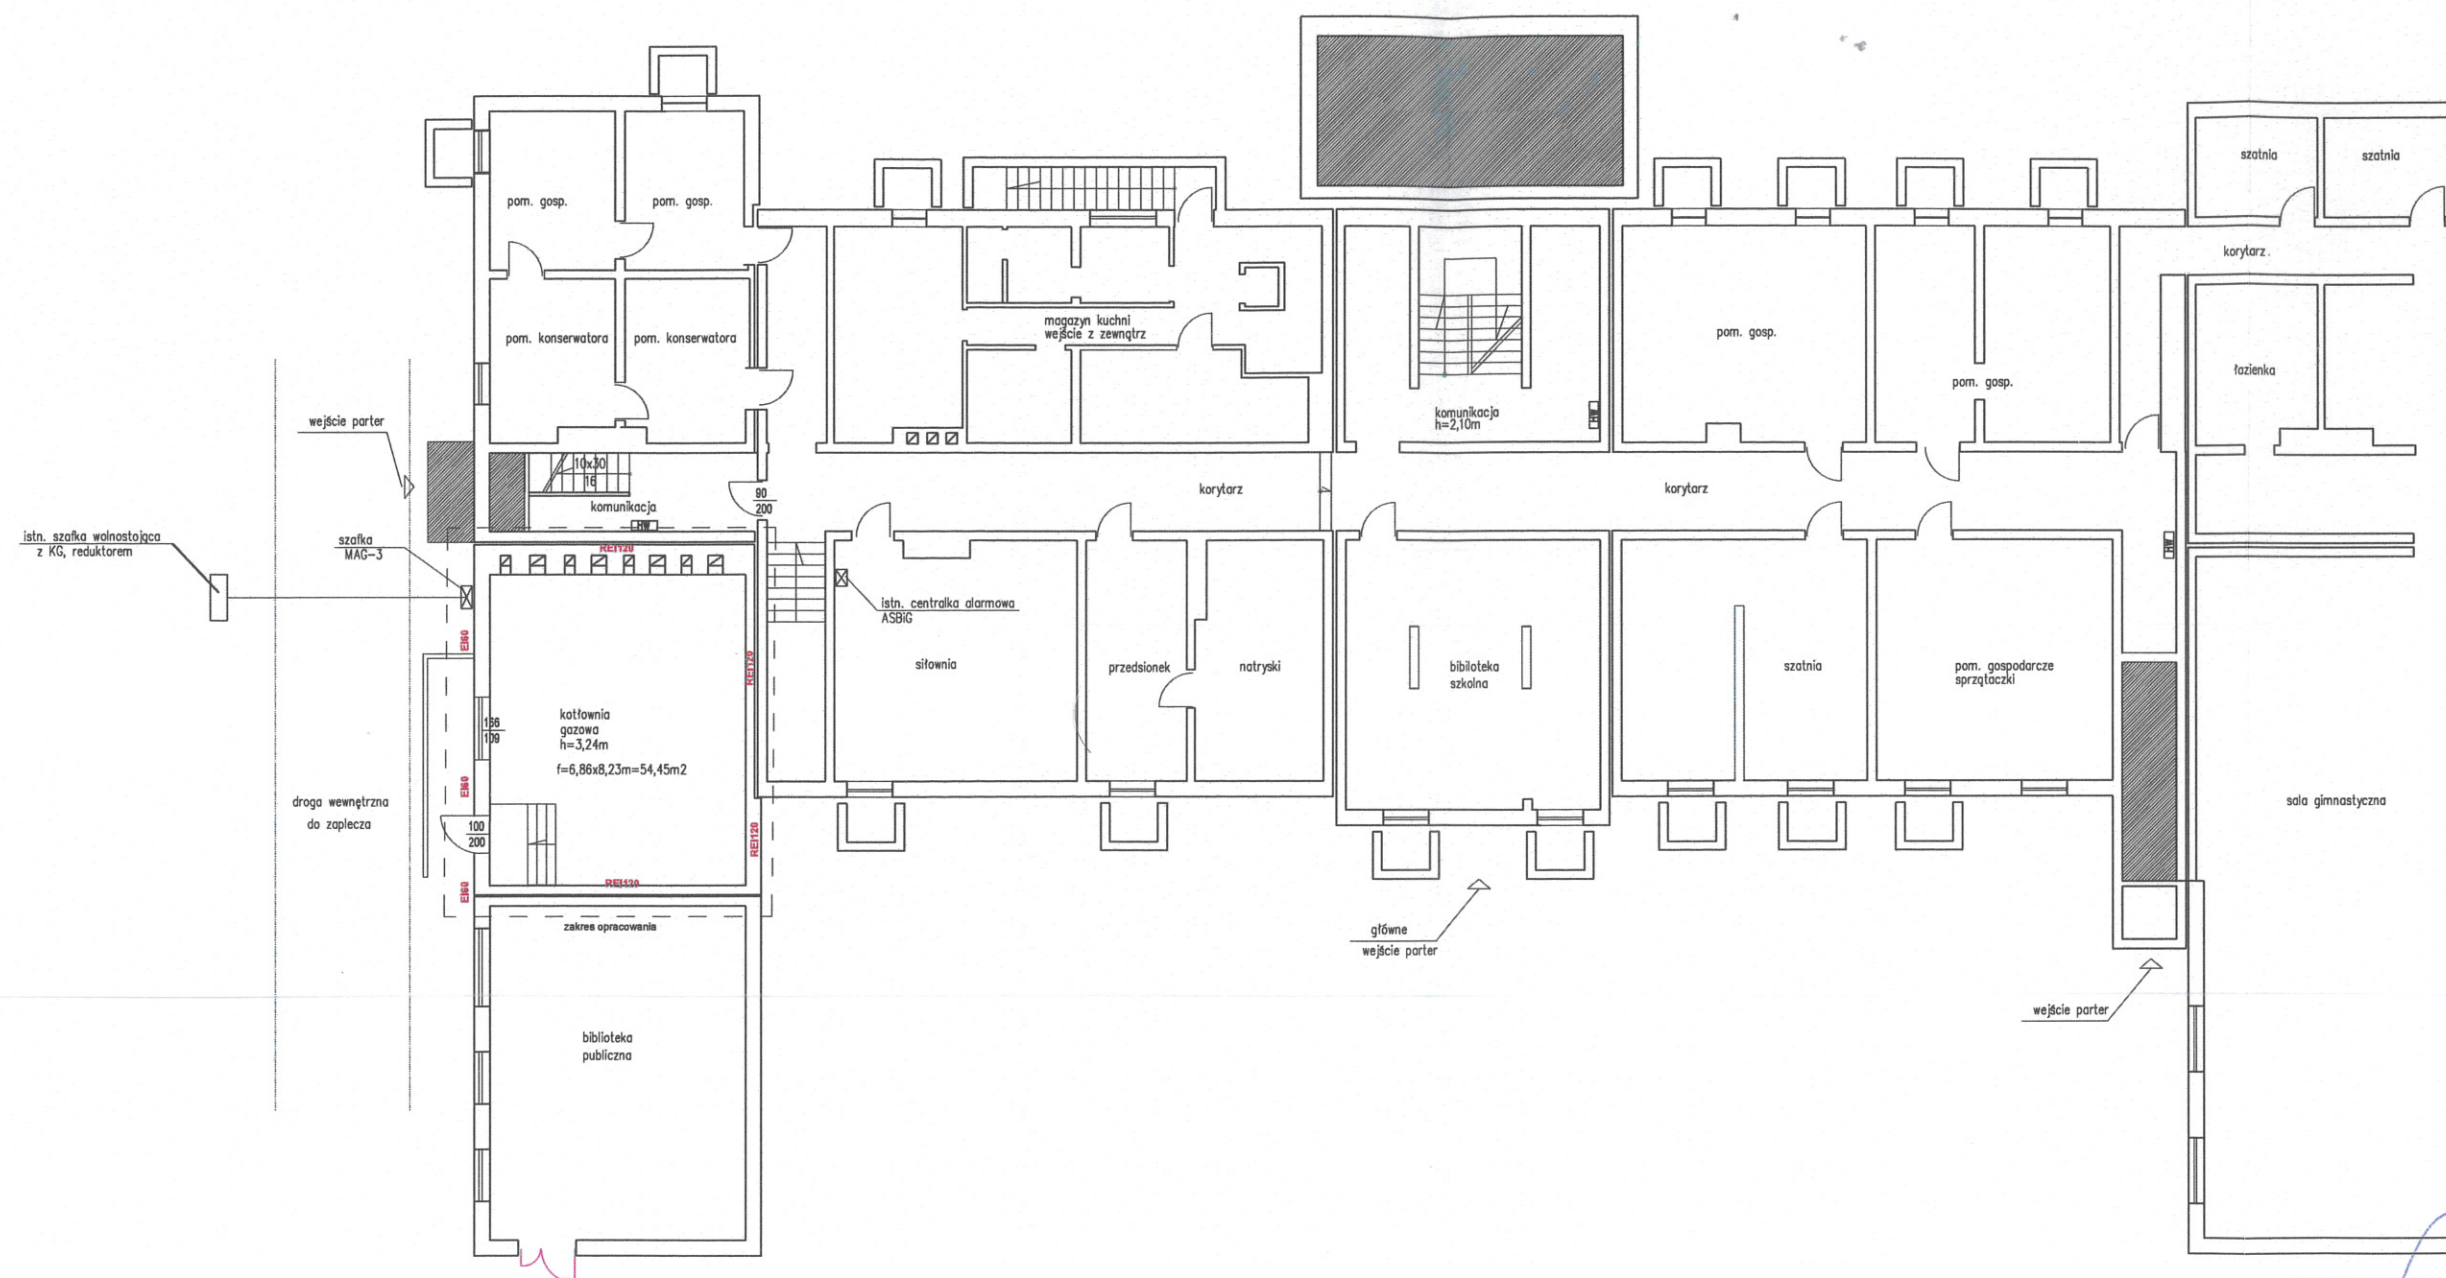 szatnia
szatnia
pom. gosp.
pom. gosp.
korytarz.
magazyn kuchni
wejście z zewnątrz
pom. gosp.
pom. konserwatora
pom. konserwatora
łazienka
pom. gosp.
wejście parter
komunikacja
h=2,10m
HW
10x30
16
90
200
korytarz
korytarz
komunikacja
HW
istn. szafka wolnostojąca
z KG, reduktorem
szafka
MAG-3
REI120
HW
istn. centralka alarmowa
ASBiG
EI60
REI120
siłownia
przedsionek
natryski
bibiloteka
szkolna
szatnia
pom. gospodarcze
sprzątaczki
166
109
kotłownia
gazowa
h=3,24m
f=6,86x8,23m=54,45m2
EI60
droga wewnętrzna
do zaplecza
sala gimnastyczna
100
200
REI120
EI60
REI120
zakres opracowania
główne
wejście parter
wejście parter
biblioteka
publiczna